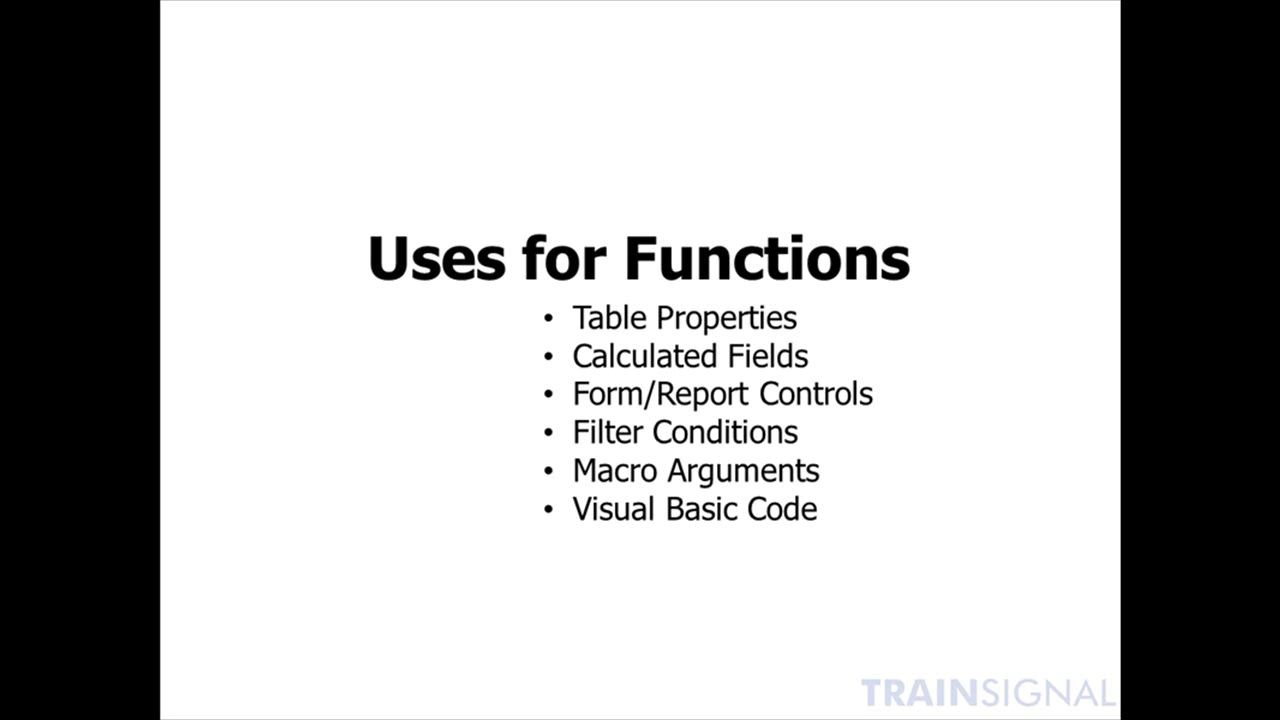 Uses for Functions
• Table Properties
• Calculated Fields
• Form/Report Controls
• Filter Conditions
• Macro Arguments
• Visual Basic Code
TRAINSIGNAL